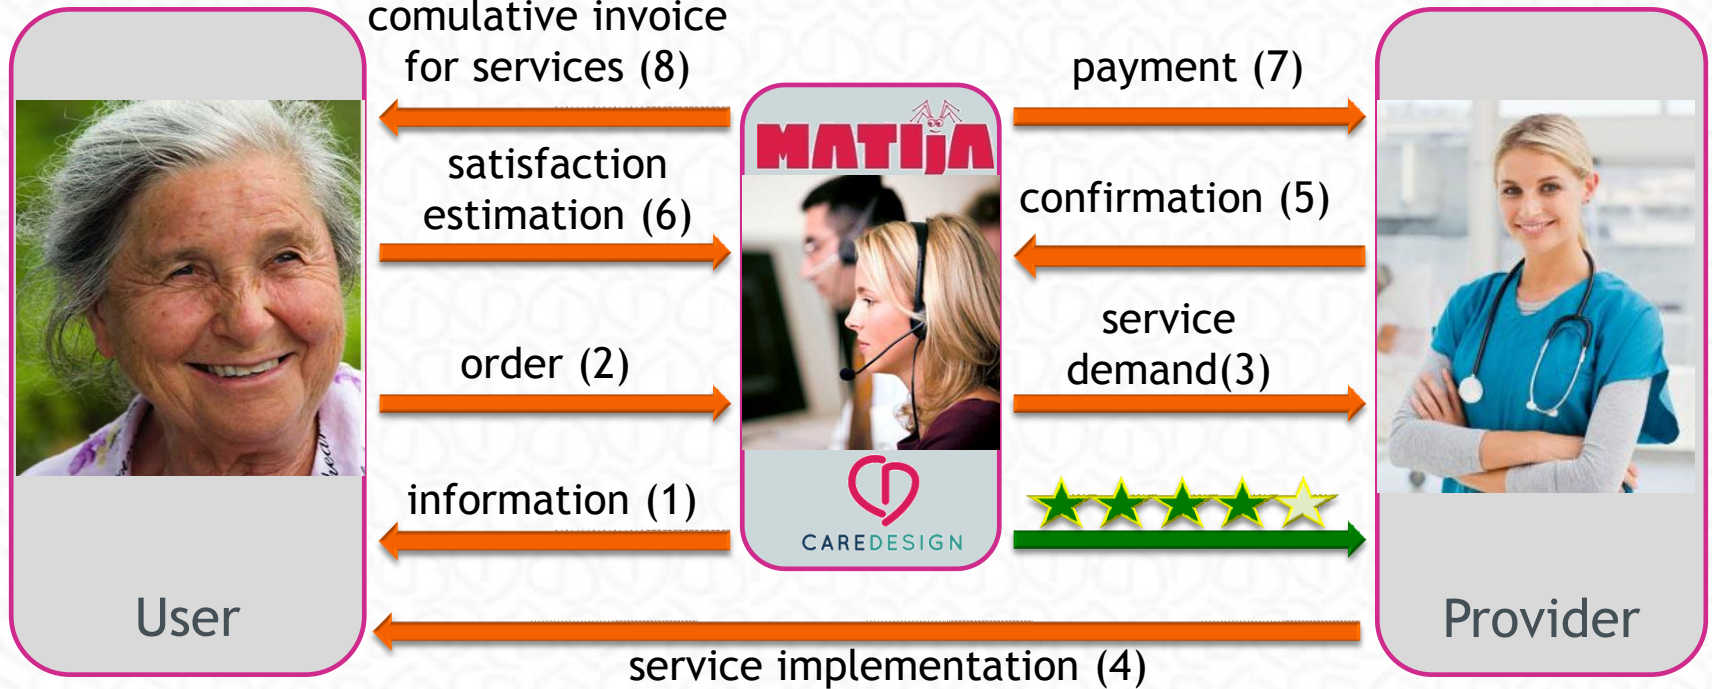 comulative invoice
for services (8)
payment (7)
MATIjA
satisfaction
estimation (6)
confirmation (5)
service
demand(3)
order (2)
information (1)
CAREDESIGN
User
Provider
service implementation (4)